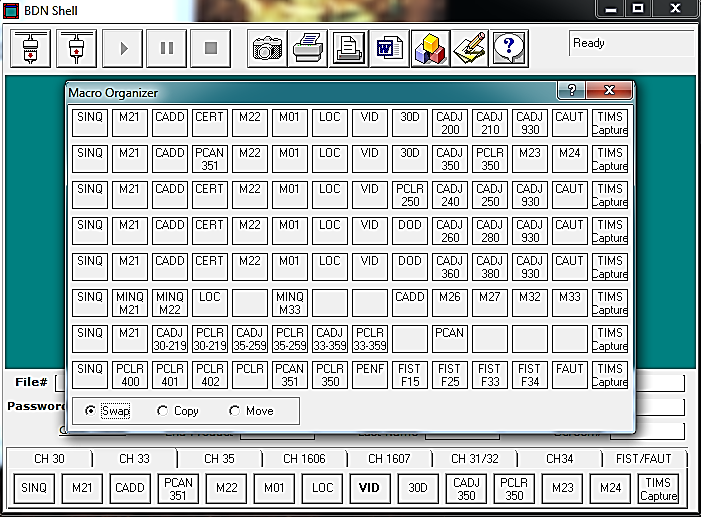 BDN Shell
Ready
Macro Organizer
SINQ M21 CADD CERT M22 M01 LOC VID 30D CADJ 200 CADJ 210 CADJ 930 CAUT TIMS Capture
SINQ M21 CADD PCAN 351 M22 M01 LOC VID 30D CADJ 350 PCLR 350 M23 M24 TIMS Capture
SINQ M21 CADD CERT M22 M01 LOC VID PCLR 250 CADJ 240 CADJ 250 CADJ 930 CAUT TIMS Capture
SINQ M21 CADD CERT M22 M01 LOC VID DOD CADJ 260 CADJ 280 CADJ 930 CAUT TIMS Capture
SINQ M21 CADD CERT M22 M01 LOC VID DOD CADJ 360 CADJ 380 CADJ 930 CAUT TIMS Capture
SINQ MINQ M21 MINQ M22 LOC MINQ M33 CADD M26 M27 M32 M33 TIMS Capture
SINQ M21 CADJ 30-219 PCLR 30-219 CADJ 35-259 PCLR 35-259 CADJ 33-359 PCLR 33-359 PCAN TIMS Capture
SINQ PCLR 400 PCLR 401 PCLR 402 PCLR PCAN 351 PCLR 350 PENF FIST F15 FIST F25 FIST F33 FIST F34 FAUT TIMS Capture
File#
Password
Swap Copy Move
CH 30 CH 33 CH 35 CH 1606 CH 1607 CH 31/32 CH34 FIST/FAUT
SINQ M21 CADD PCAN 351 M22 M01 LOC VID 30D CADJ 350 PCLR 350 M23 M24 TIMS Capture